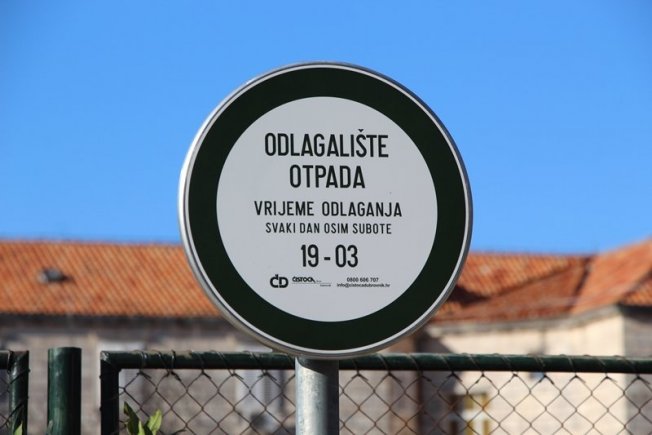 ODLAGALIŠTE
OTPADA
VRIJEME ODLAGANJA
SVAKI DAN OSIM SUBOTE
19 - 03
ČD ČISTOĆA 0800 606 707
info@cistocadubrovnik.hr